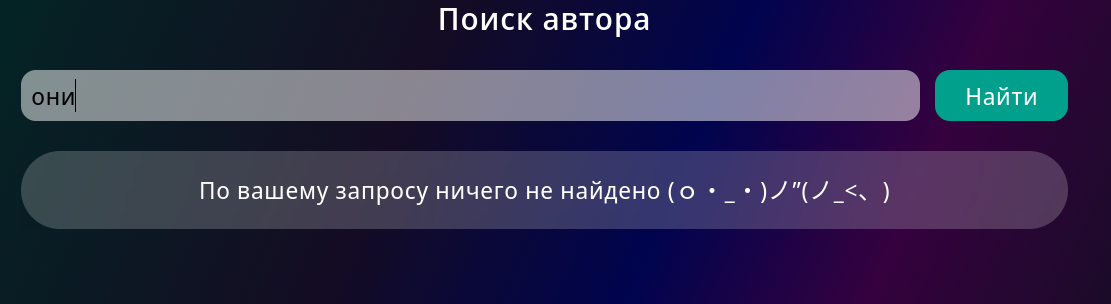 Поиск автора
они
Найти
По вашему запросу ничего не найдено (ｏ・_・)ノ”(ノ_<、)